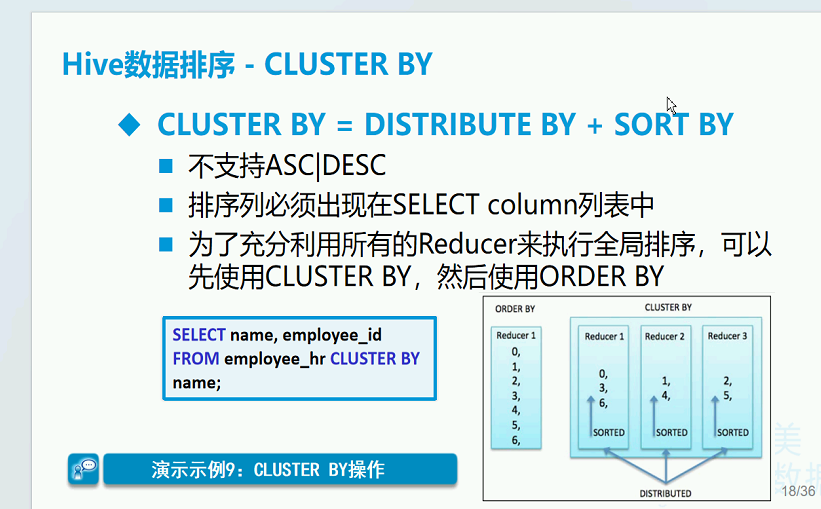 Hive数据排序 - CLUSTER BY
CLUSTER BY = DISTRIBUTE BY + SORT BY
不支持ASC|DESC
排序列必须出现在SELECT column列表中
为了充分利用所有的Reducer来执行全局排序，可以
先使用CLUSTER BY，然后使用ORDER BY
SELECT name, employee_id
FROM employee_hr CLUSTER BY
name;
ORDER BY
Reducer 1
0,
1,
2,
3,
4,
5,
6,
CLUSTER BY
Reducer 1
0,
3,
6,
SORTED
Reducer 2
1,
4,
SORTED
Reducer 3
2,
5,
SORTED
DISTRIBUTED
演示示例9：CLUSTER BY操作
美
数据
18/36